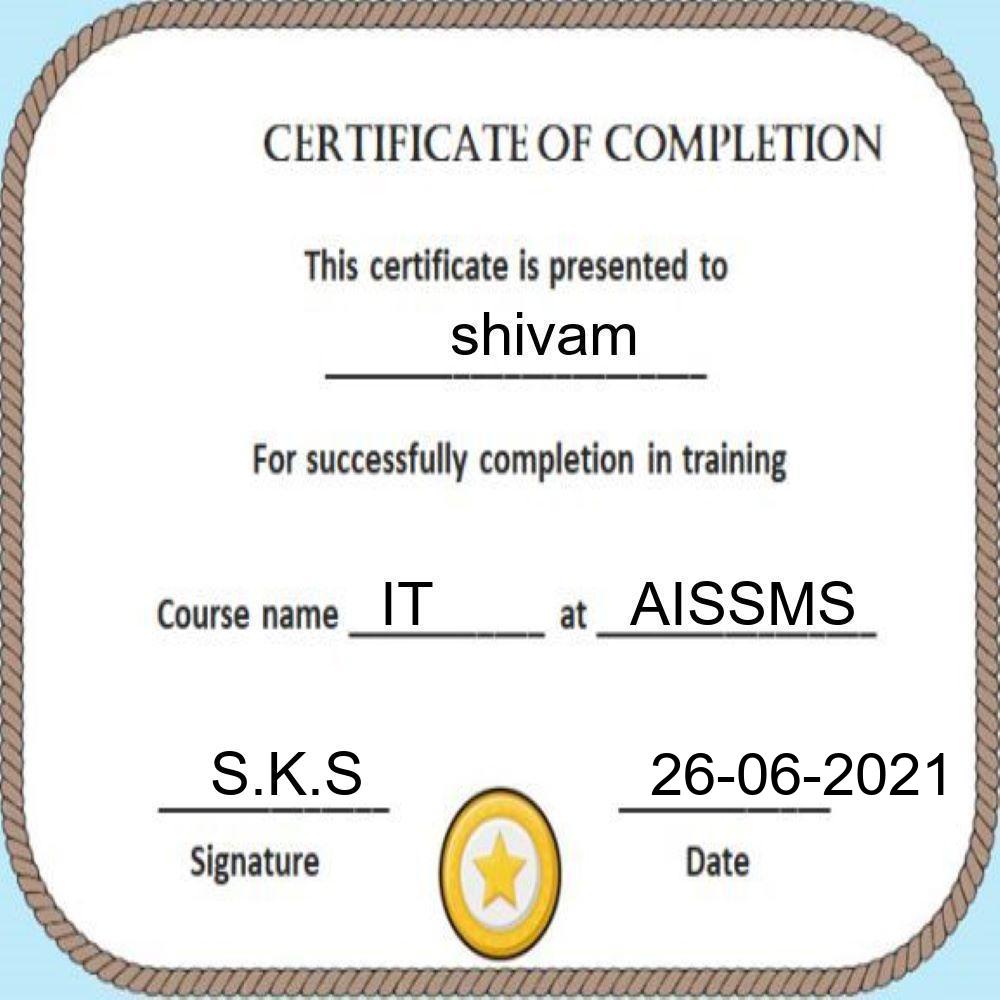 CERTIFICATE OF COMPLETION
This certificate is presented to
shivam
For successfully completion in training
Course name IT at AISSMS
S.K.S 26-06-2021
Signature Date